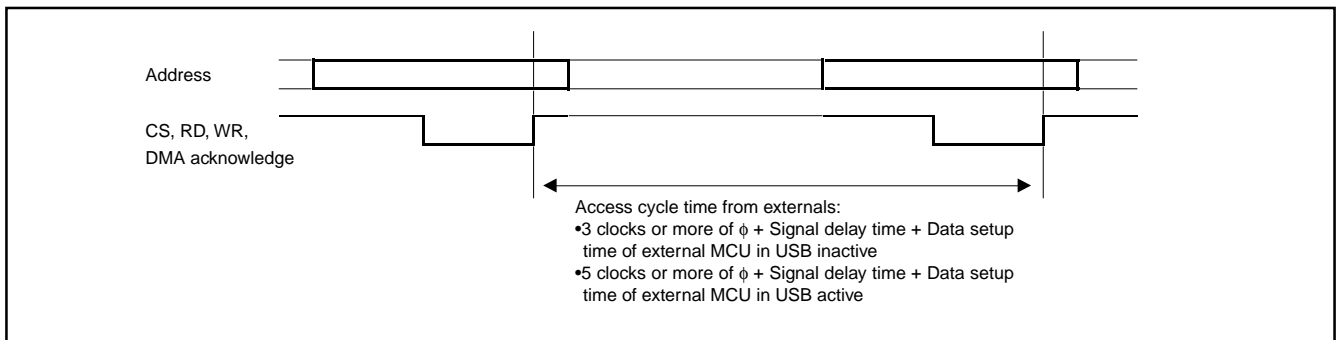 Address
CS, RD, WR,
DMA acknowledge
Access cycle time from externals:
•3 clocks or more of ϕ + Signal delay time + Data setup
time of external MCU in USB inactive
•5 clocks or more of ϕ + Signal delay time + Data setup
time of external MCU in USB active